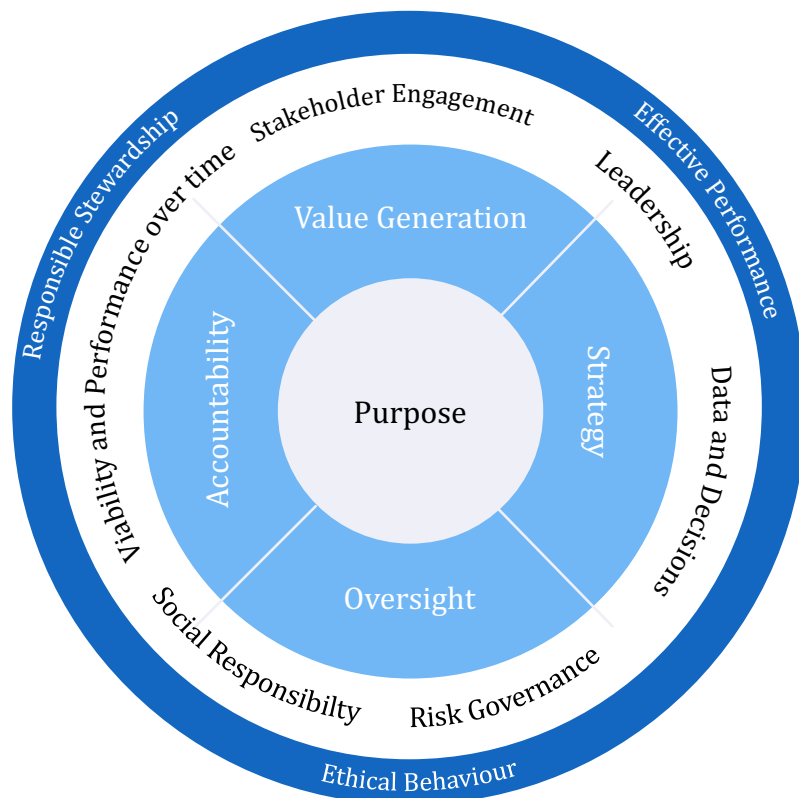 Responsible Stewardship
Effective Performance
Ethical Behaviour
Stakeholder Engagement
Leadership
Data and Decisions
Risk Governance
Social Responsibilty
Viability and Performance over time
Value Generation
Strategy
Oversight
Accountability
Purpose